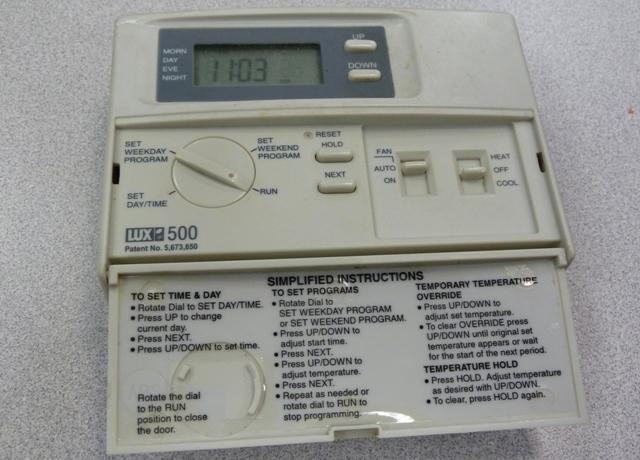 MORN
DAY
EVE
NIGHT
11:03
UP
DOWN
SET
WEEKDAY
PROGRAM
SET
WEEKEND
PROGRAM
SET
DAY/TIME
RUN
RESET
HOLD
NEXT
FAN
AUTO
ON
HEAT
OFF
COOL
LUX 500
Patent No. 5,673,850
SIMPLIFIED INSTRUCTIONS
TO SET TIME & DAY
• Rotate Dial to SET DAY/TIME.
• Press UP to change
current day.
• Press NEXT.
• Press UP/DOWN to set time.
Rotate the dial
to the RUN
position to close
the door.
TO SET PROGRAMS
• Rotate Dial to
SET WEEKDAY PROGRAM
or SET WEEKEND PROGRAM.
• Press UP/DOWN to
adjust start time.
• Press NEXT.
• Press UP/DOWN to
adjust temperature.
• Press NEXT.
• Repeat as needed or
rotate dial to RUN to
stop programming.
TEMPORARY TEMPERATURE
OVERRIDE
• Press UP/DOWN to
adjust set temperature.
• To clear OVERRIDE press
UP/DOWN until original set
temperature appears or wait
for the start of the next period.
TEMPERATURE HOLD
• Press HOLD. Adjust temperature
as desired with UP/DOWN.
• To clear, press HOLD again.